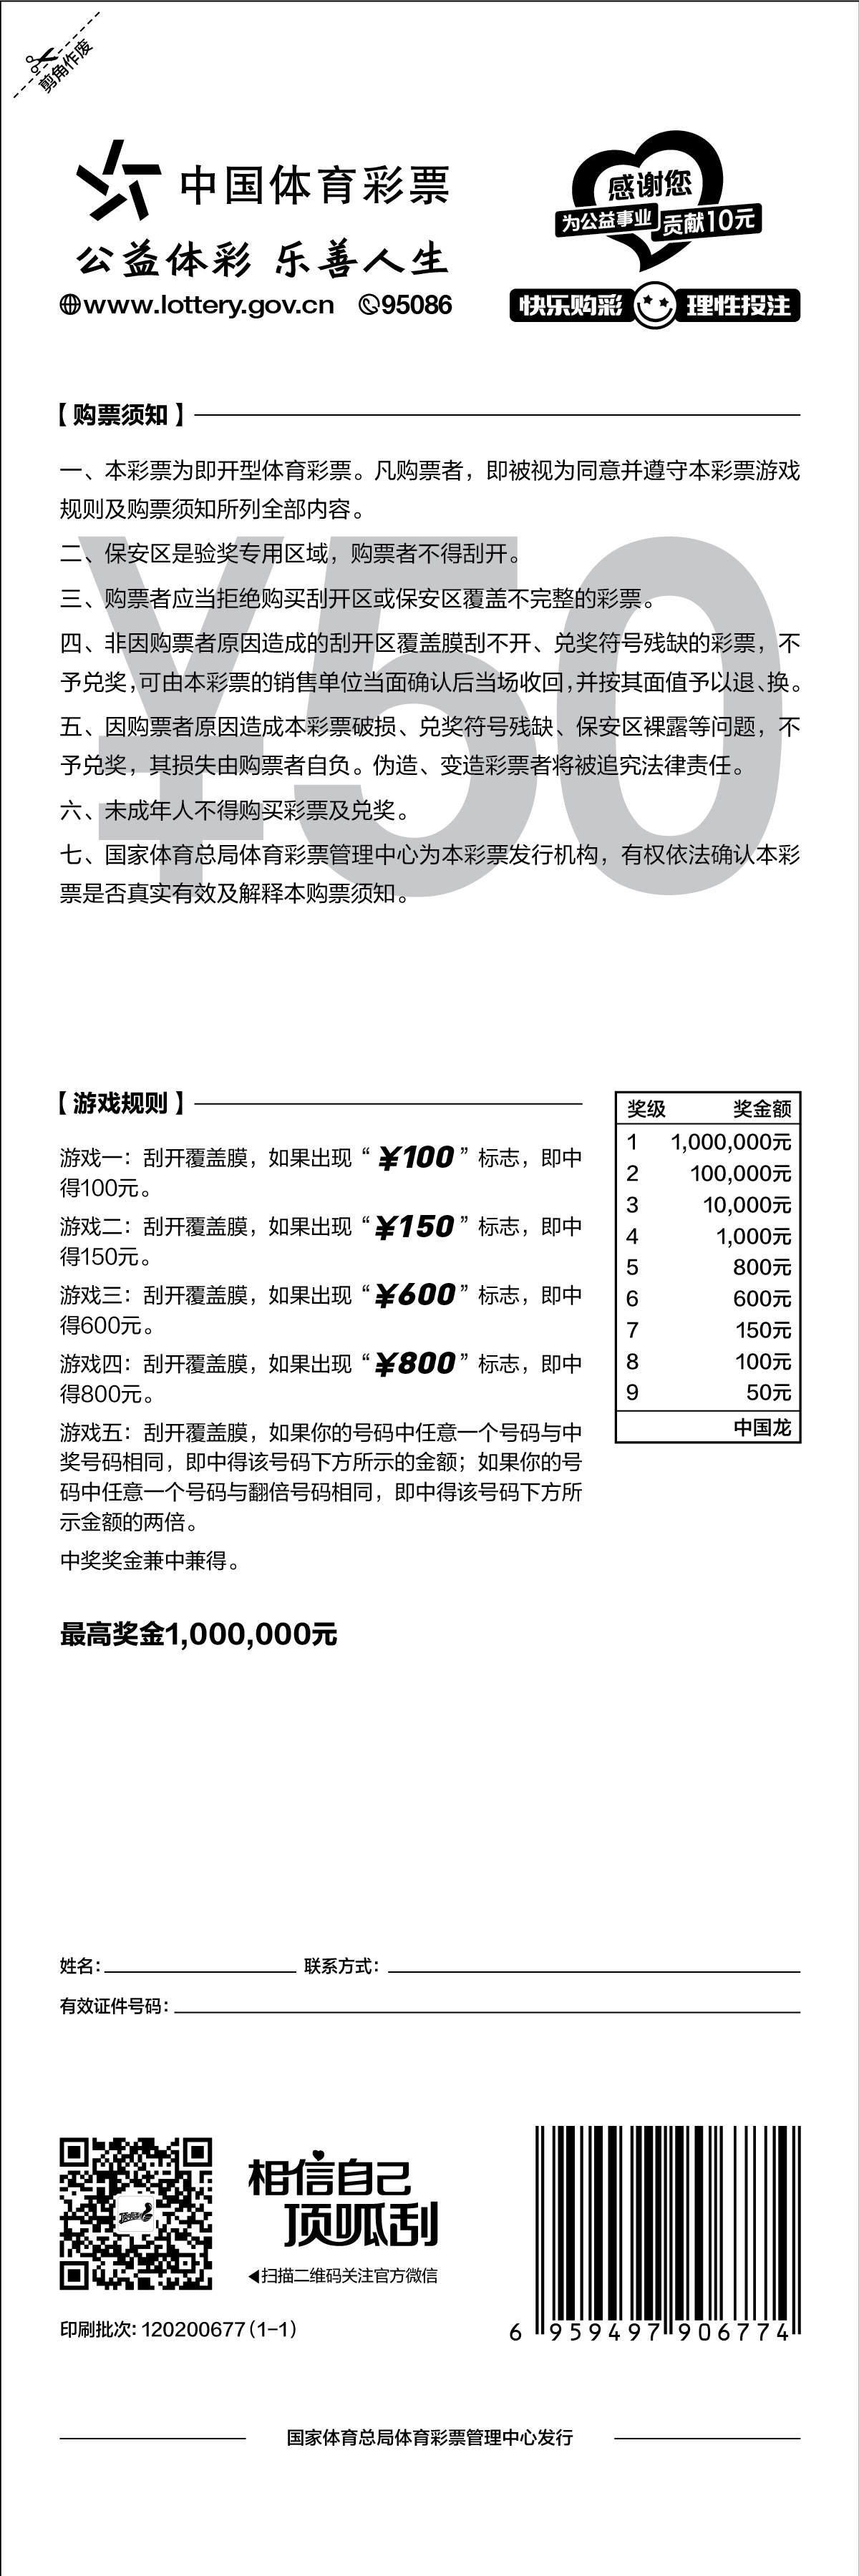 剪角作废
中国体育彩票
公益体彩 乐善人生
www.lottery.gov.cn 95086
感谢您
为公益事业 贡献10元
快乐购彩 理性投注
【购票须知】
一、本彩票为即开型体育彩票。凡购票者，即被视为同意并遵守本彩票游戏
规则及购票须知所列全部内容。
二、保安区是验奖专用区域，购票者不得刮开。
三、购票者应当拒绝购买刮开区或保安区覆盖不完整的彩票。
四、非因购票者原因造成的刮开区覆盖膜刮不开、兑奖符号残缺的彩票，不
予兑奖，可由本彩票的销售单位当面确认后当场收回，并按其面值予以退、换。
五、因购票者原因造成本彩票破损、兑奖符号残缺、保安区裸露等问题，不
予兑奖，其损失由购票者自负。伪造、变造彩票者将被追究法律责任。
六、未成年人不得购买彩票及兑奖。
七、国家体育总局体育彩票管理中心为本彩票发行机构，有权依法确认本彩
票是否真实有效及解释本购票须知。
¥50
【游戏规则】
游戏一：刮开覆盖膜，如果出现“¥100”标志，即中
得100元。
游戏二：刮开覆盖膜，如果出现“¥150”标志，即中
得150元。
游戏三：刮开覆盖膜，如果出现“¥600”标志，即中
得600元。
游戏四：刮开覆盖膜，如果出现“¥800”标志，即中
得800元。
游戏五：刮开覆盖膜，如果你的号码中任意一个号码与中
奖号码相同，即中得该号码下方所示的金额；如果你的号
码中任意一个号码与翻倍号码相同，即中得该号码下方所
示金额的两倍。
中奖奖金兼中兼得。
奖级 奖金额
1 1,000,000元
2 100,000元
3 10,000元
4 1,000元
5 800元
6 600元
7 150元
8 100元
9 50元
中国龙
最高奖金1,000,000元
姓名： 联系方式：
有效证件号码：
顶呱刮
相信自己
顶呱刮
扫描二维码关注官方微信
印刷批次：120200677（1-1）
6 959497 906774
国家体育总局体育彩票管理中心发行